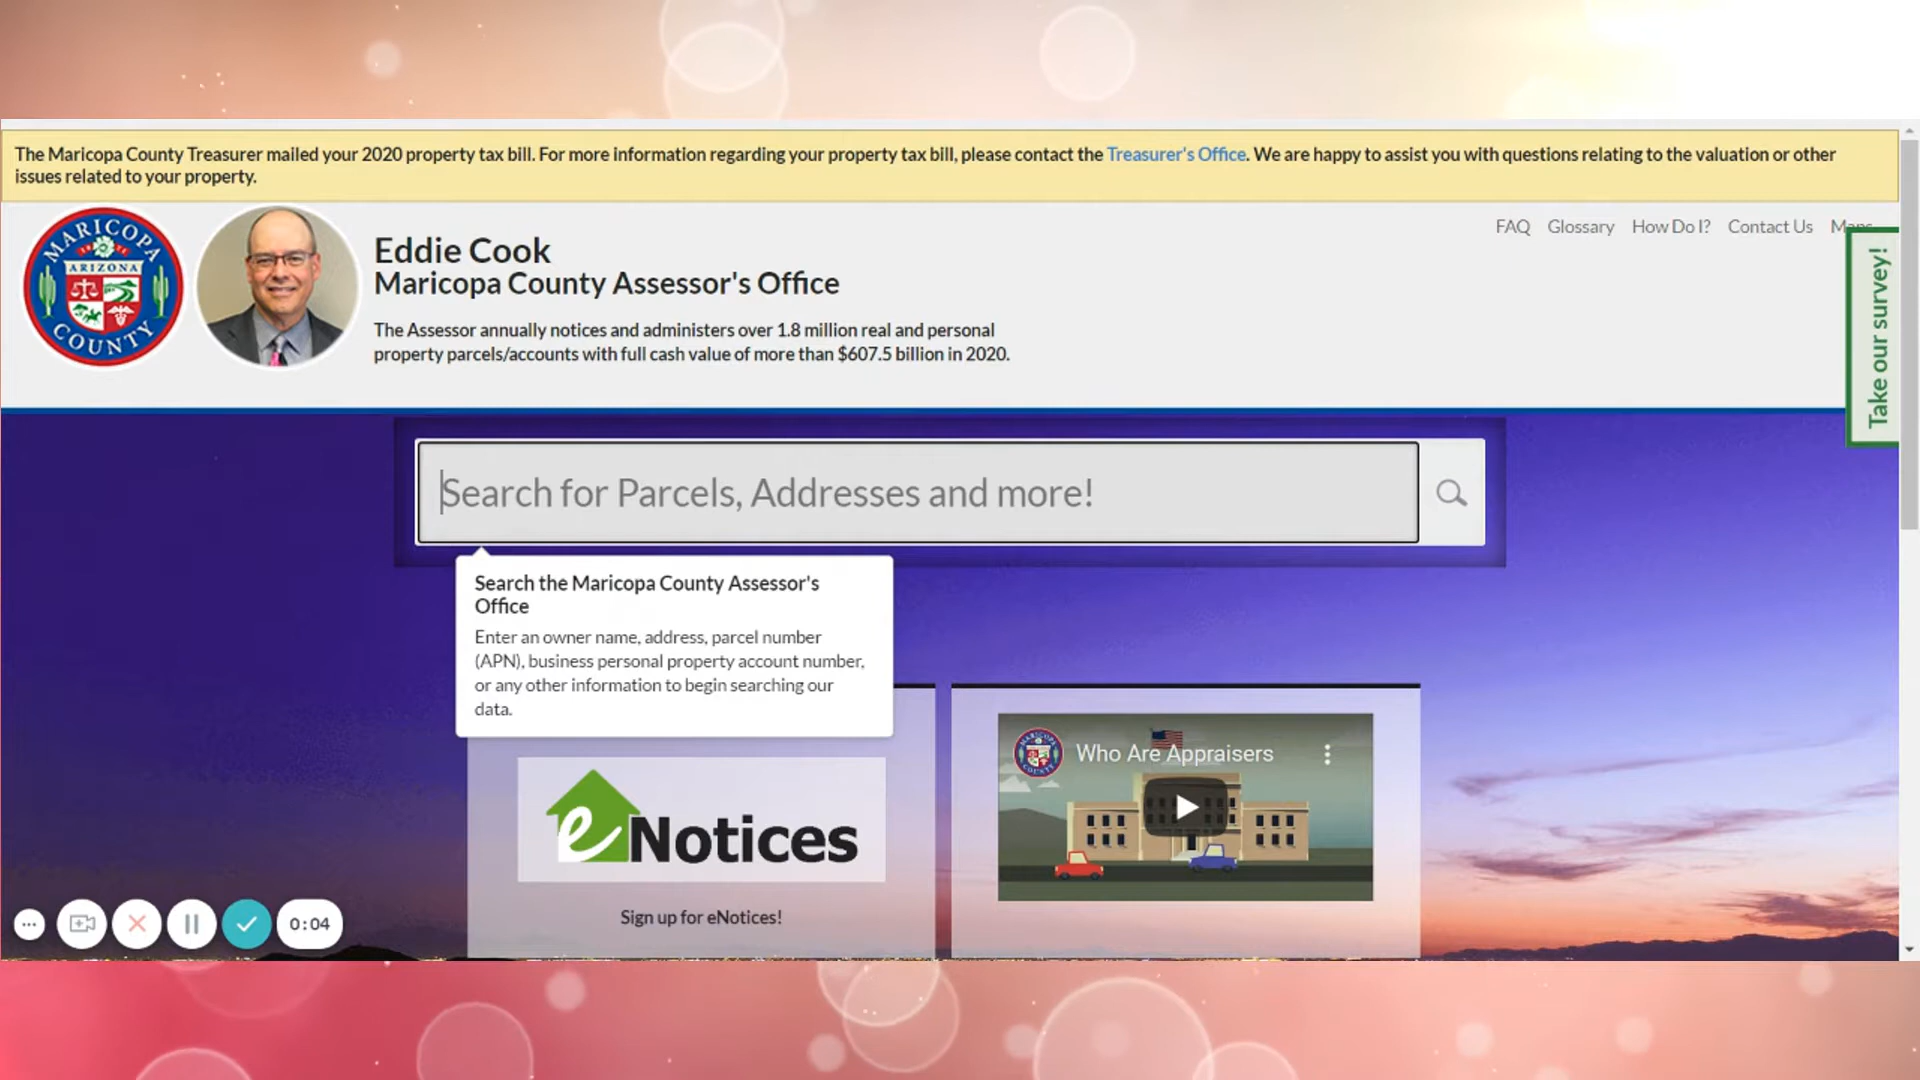 The Maricopa County Treasurer mailed your 2020 property tax bill. For more information regarding your property tax bill, please contact the Treasurer's Office. We are happy to assist you with questions relating to the valuation or other
issues related to your property.
MARICOPA
ARIZONA
COUNTY
Eddie Cook
Maricopa County Assessor's Office
The Assessor annually notices and administers over 1.8 million real and personal
property parcels/accounts with full cash value of more than $607.5 billion in 2020.
FAQ Glossary How Do I? Contact Us Maps
Take our survey!
Search for Parcels, Addresses and more!
Search the Maricopa County Assessor's
Office
Enter an owner name, address, parcel number
(APN), business personal property account number,
or any other information to begin searching our
data.
eNotices
Sign up for eNotices!
MARICOPA
COUNTY
Who Are Appraisers
0:04